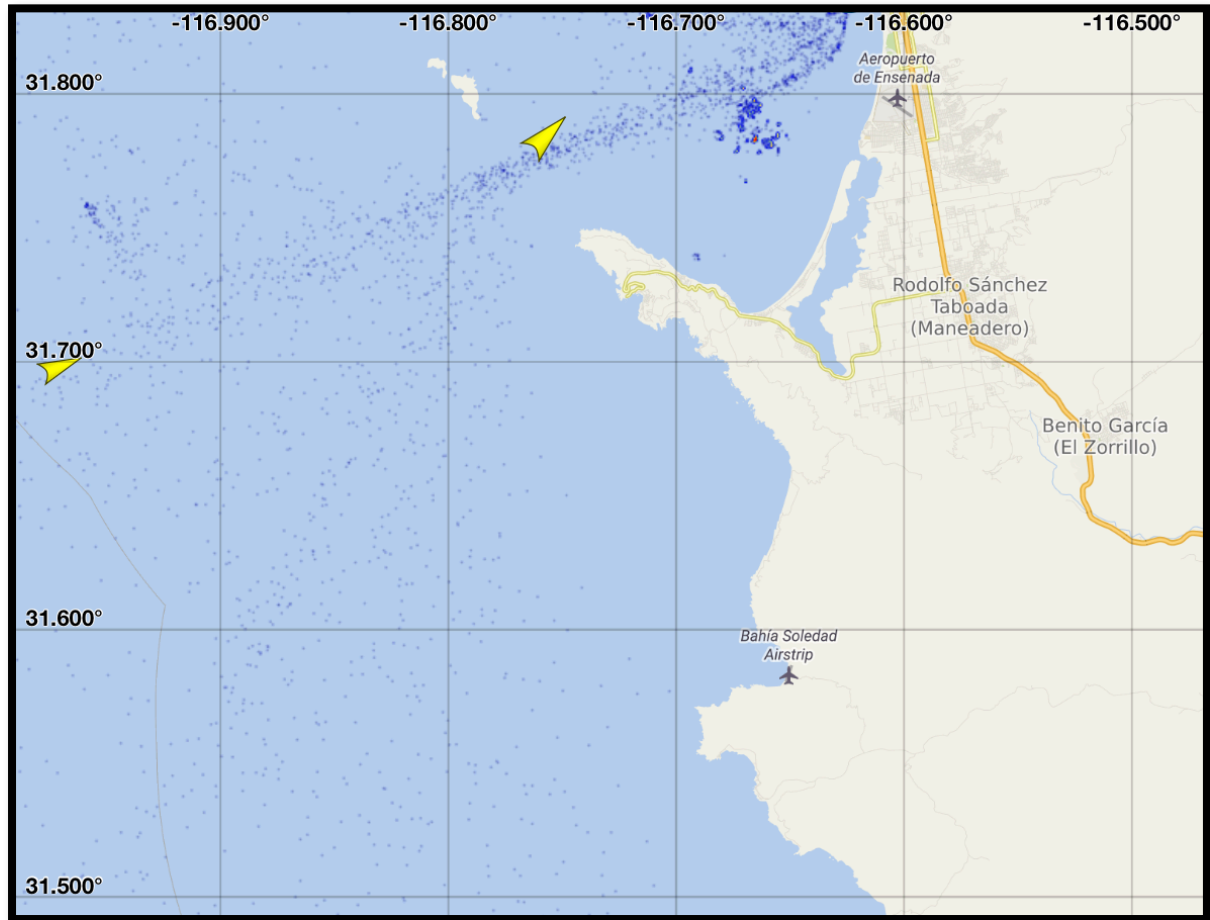 -116.900° -116.800° -116.700° -116.600° -116.500°
Aeropuerto
de Ensenada
31.800°
Rodolfo Sánchez
Taboada
(Maneadero)
31.700°
Benito García
(El Zorrillo)
31.600°
Bahía Soledad
Airstrip
31.500°